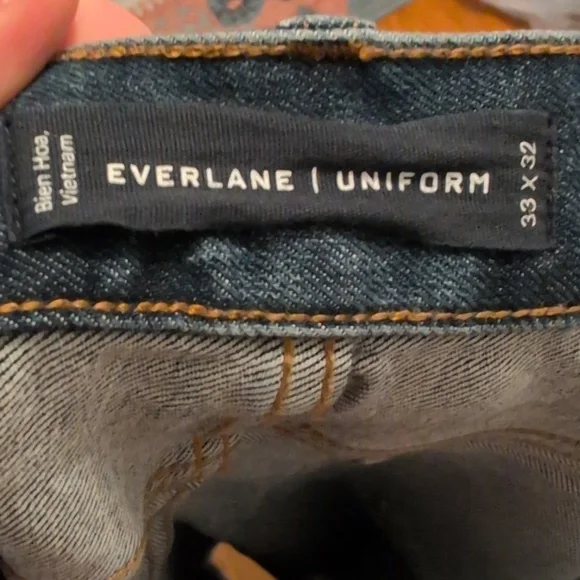 Bien Hoa,
Vietnam
EVERLANE | UNIFORM
33 X 32